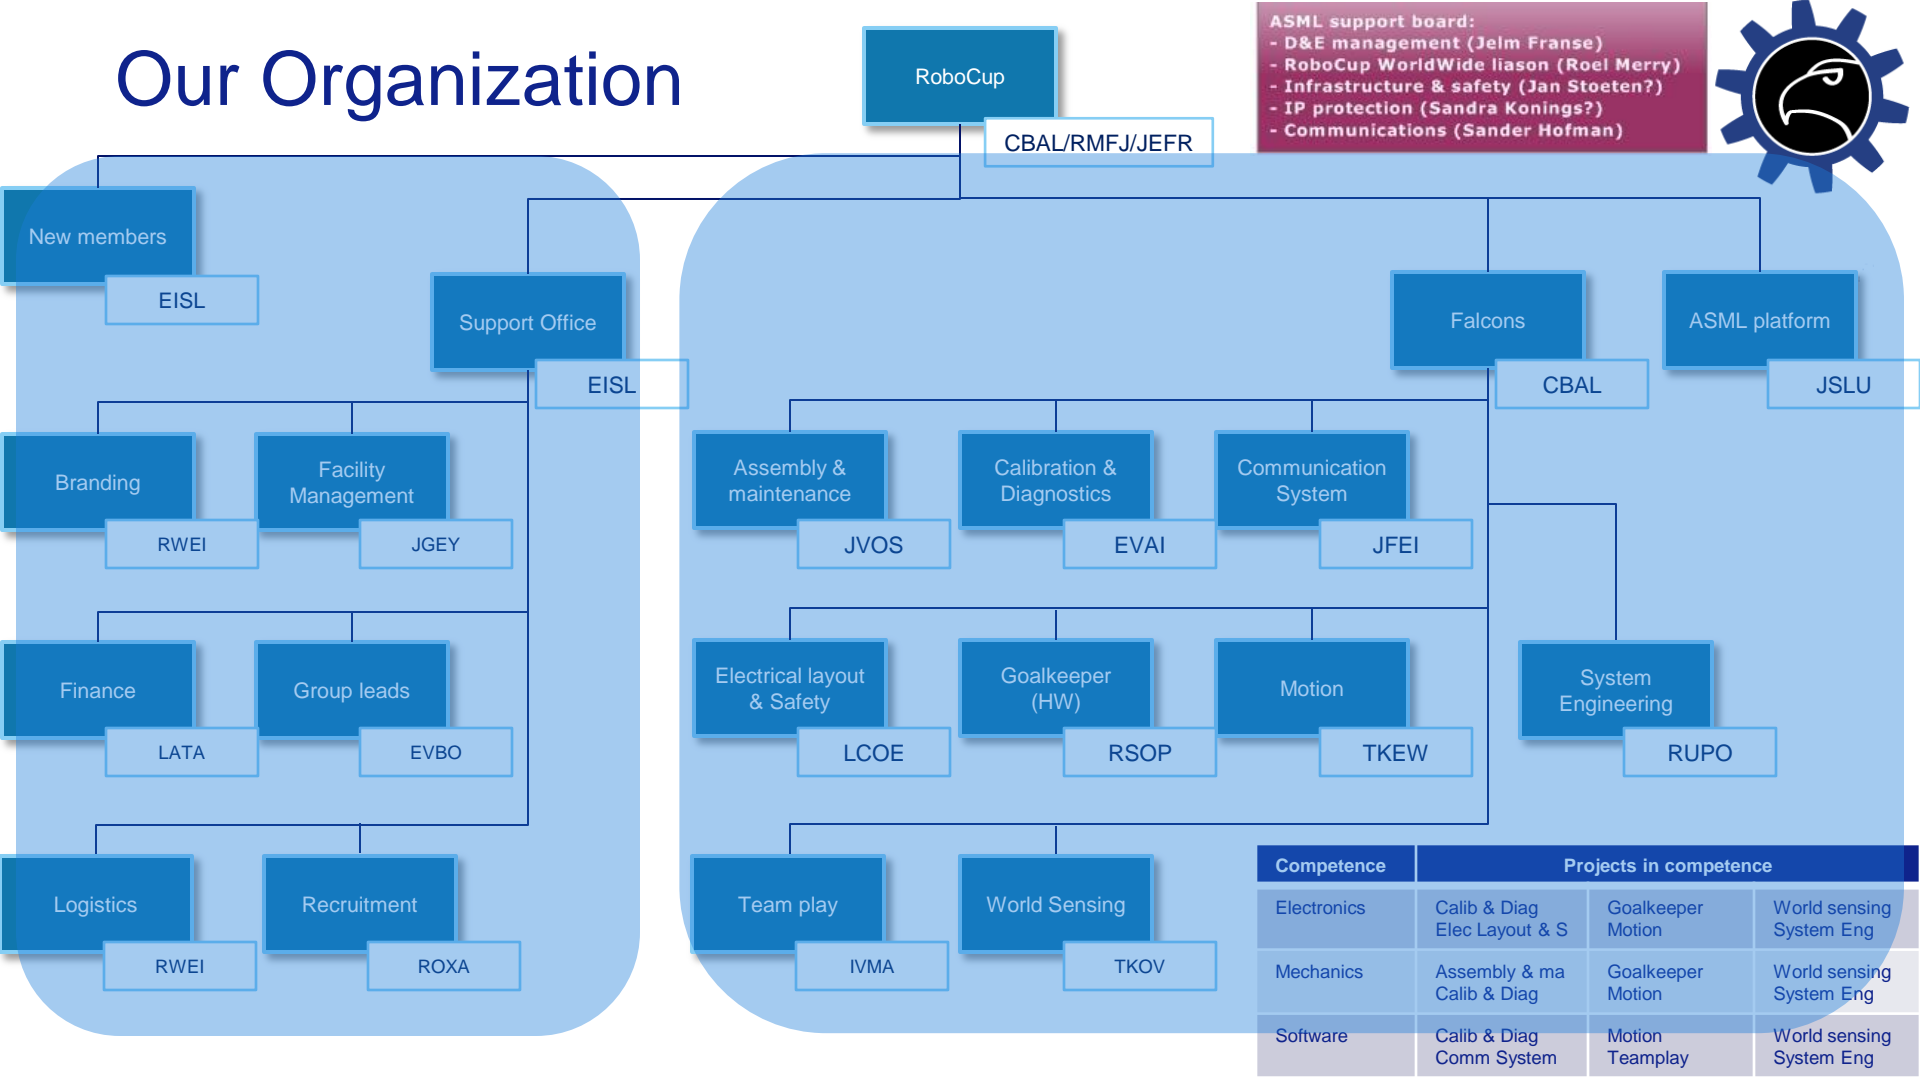 Our Organization
RoboCup
CBAL/RMFJ/JEFR
ASML support board:
- D&E management (Jelm Franse)
- RoboCup WorldWide liason (Roel Merry)
- Infrastructure & safety (Jan Stoeten?)
- IP protection (Sandra Konings?)
- Communications (Sander Hofman)
New members
EISL
Support Office
EISL
Falcons
CBAL
ASML platform
JSLU
Branding
RWEI
Facility
Management
JGEY
Assembly &
maintenance
JVOS
Calibration &
Diagnostics
EVAI
Communication
System
JFEI
Finance
LATA
Group leads
EVBO
Electrical layout
& Safety
LCOE
Goalkeeper
(HW)
RSOP
Motion
TKEW
System
Engineering
RUPO
Logistics
RWEI
Recruitment
ROXA
Team play
IVMA
World Sensing
TKOV
Competence Projects in competence
Electronics Calib & Diag Goalkeeper World sensing
Elec Layout & S Motion System Eng
Mechanics Assembly & ma Goalkeeper World sensing
Calib & Diag Motion System Eng
Software Calib & Diag Motion World sensing
Comm System Teamplay System Eng